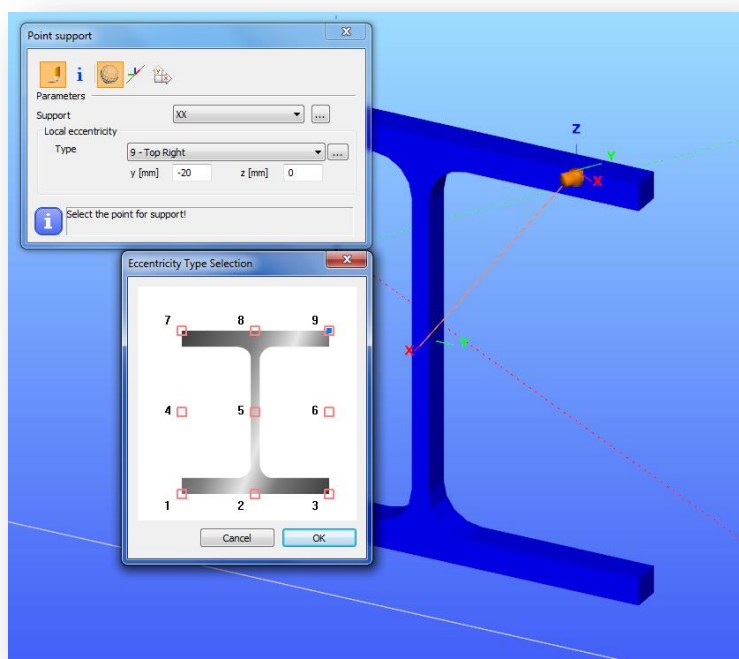 Point support
Parameters
Support XX ...
Local eccentricity
Type 9 - Top Right ...
y [mm] -20 z [mm] 0
Select the point for support!
Eccentricity Type Selection
7 8 9
4 5 6
1 2 3
Cancel OK
Z
Y
X
X
Y